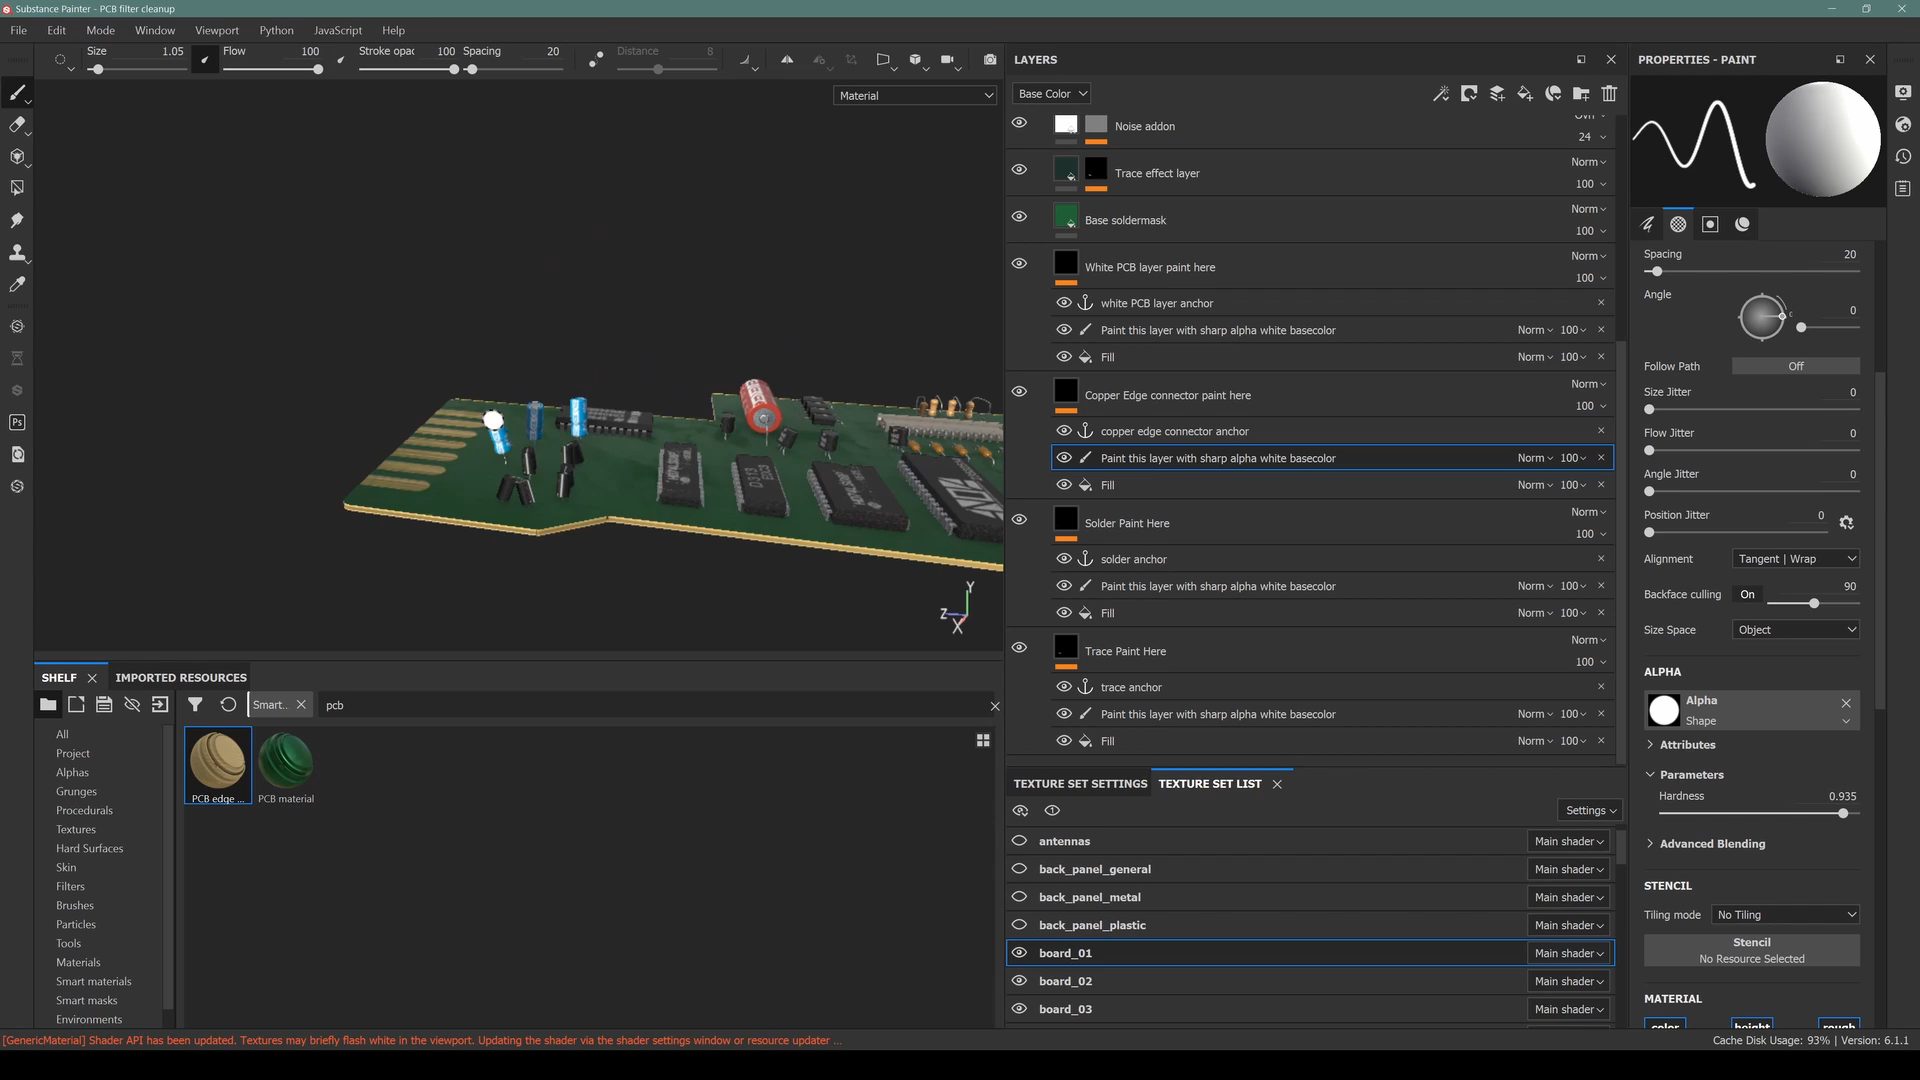 Substance Painter - PCB filter cleanup
File Edit Mode Window Viewport Python JavaScript Help
Size 1.05 Flow 100 Stroke opac 100 Spacing 20 Distance 8
Material
LAYERS
Base Color
Noise addon
24
Trace effect layer Norm
100
Base soldermask Norm
100
White PCB layer paint here Norm
100
white PCB layer anchor
Paint this layer with sharp alpha white basecolor Norm 100
Fill Norm 100
Copper Edge connector paint here Norm
100
copper edge connector anchor
Paint this layer with sharp alpha white basecolor Norm 100
Fill Norm 100
Solder Paint Here Norm
100
solder anchor
Paint this layer with sharp alpha white basecolor Norm 100
Fill Norm 100
Trace Paint Here Norm
100
trace anchor
Paint this layer with sharp alpha white basecolor Norm 100
Fill Norm 100
Y
Z
X
SHELF IMPORTED RESOURCES
Smart... pcb
All
Project
Alphas
Grunges
Procedurals
Textures
Hard Surfaces
Skin
Filters
Brushes
Particles
Tools
Materials
Smart materials
Smart masks
Environments
PCB edge ... PCB material
TEXTURE SET SETTINGS TEXTURE SET LIST
Settings
antennas Main shader
back_panel_general Main shader
back_panel_metal Main shader
back_panel_plastic Main shader
board_01 Main shader
board_02 Main shader
board_03 Main shader
PROPERTIES - PAINT
Spacing 20
Angle 0
Follow Path Off
Size Jitter 0
Flow Jitter 0
Angle Jitter 0
Position Jitter 0
Alignment Tangent | Wrap
Backface culling On 90
Size Space Object
ALPHA
Alpha
Shape
Attributes
Parameters
Hardness 0.935
Advanced Blending
STENCIL
Tiling mode No Tiling
Stencil
No Resource Selected
MATERIAL
color height rough
[GenericMaterial] Shader API has been updated. Textures may briefly flash white in the viewport. Updating the shader via the shader settings window or resource updater ...
Cache Disk Usage: 93% | Version: 6.1.1